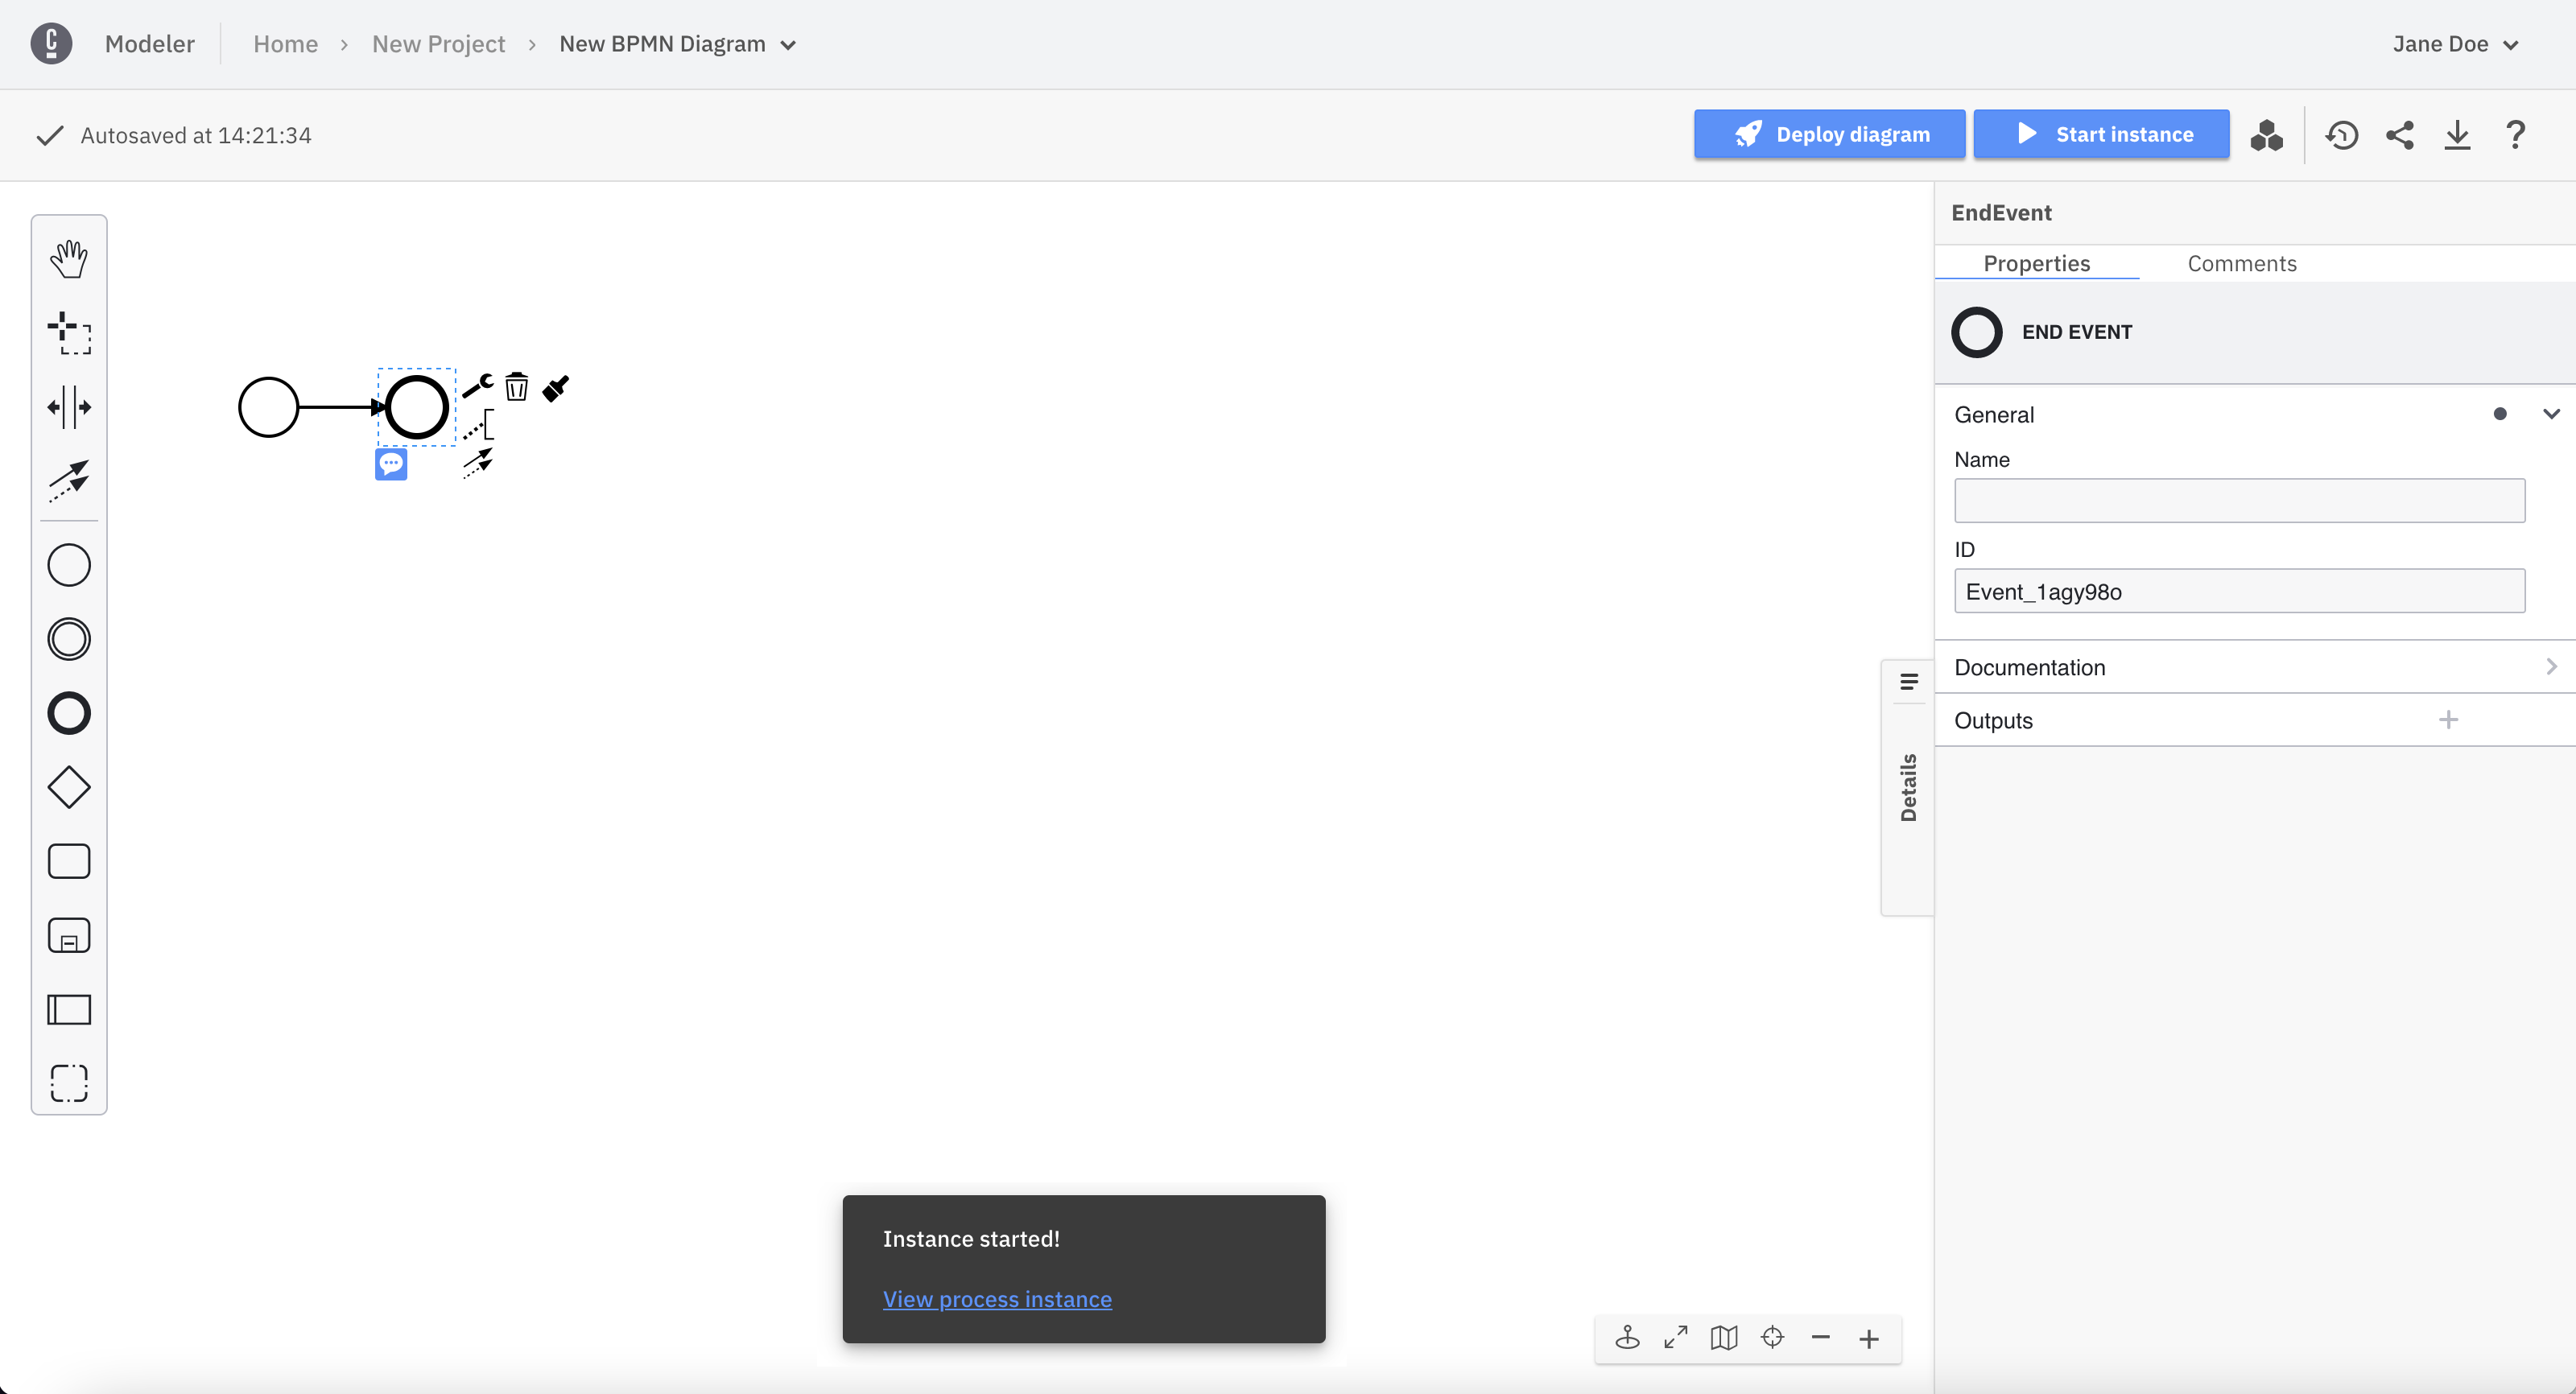 Modeler
Home
New Project
New BPMN Diagram
Jane Doe
Autosaved at 14:21:34
Deploy diagram
Start instance
EndEvent
Properties
Comments
END EVENT
General
Name
ID
Event_1agy98o
Documentation
Outputs
Details
Instance started!
View process instance